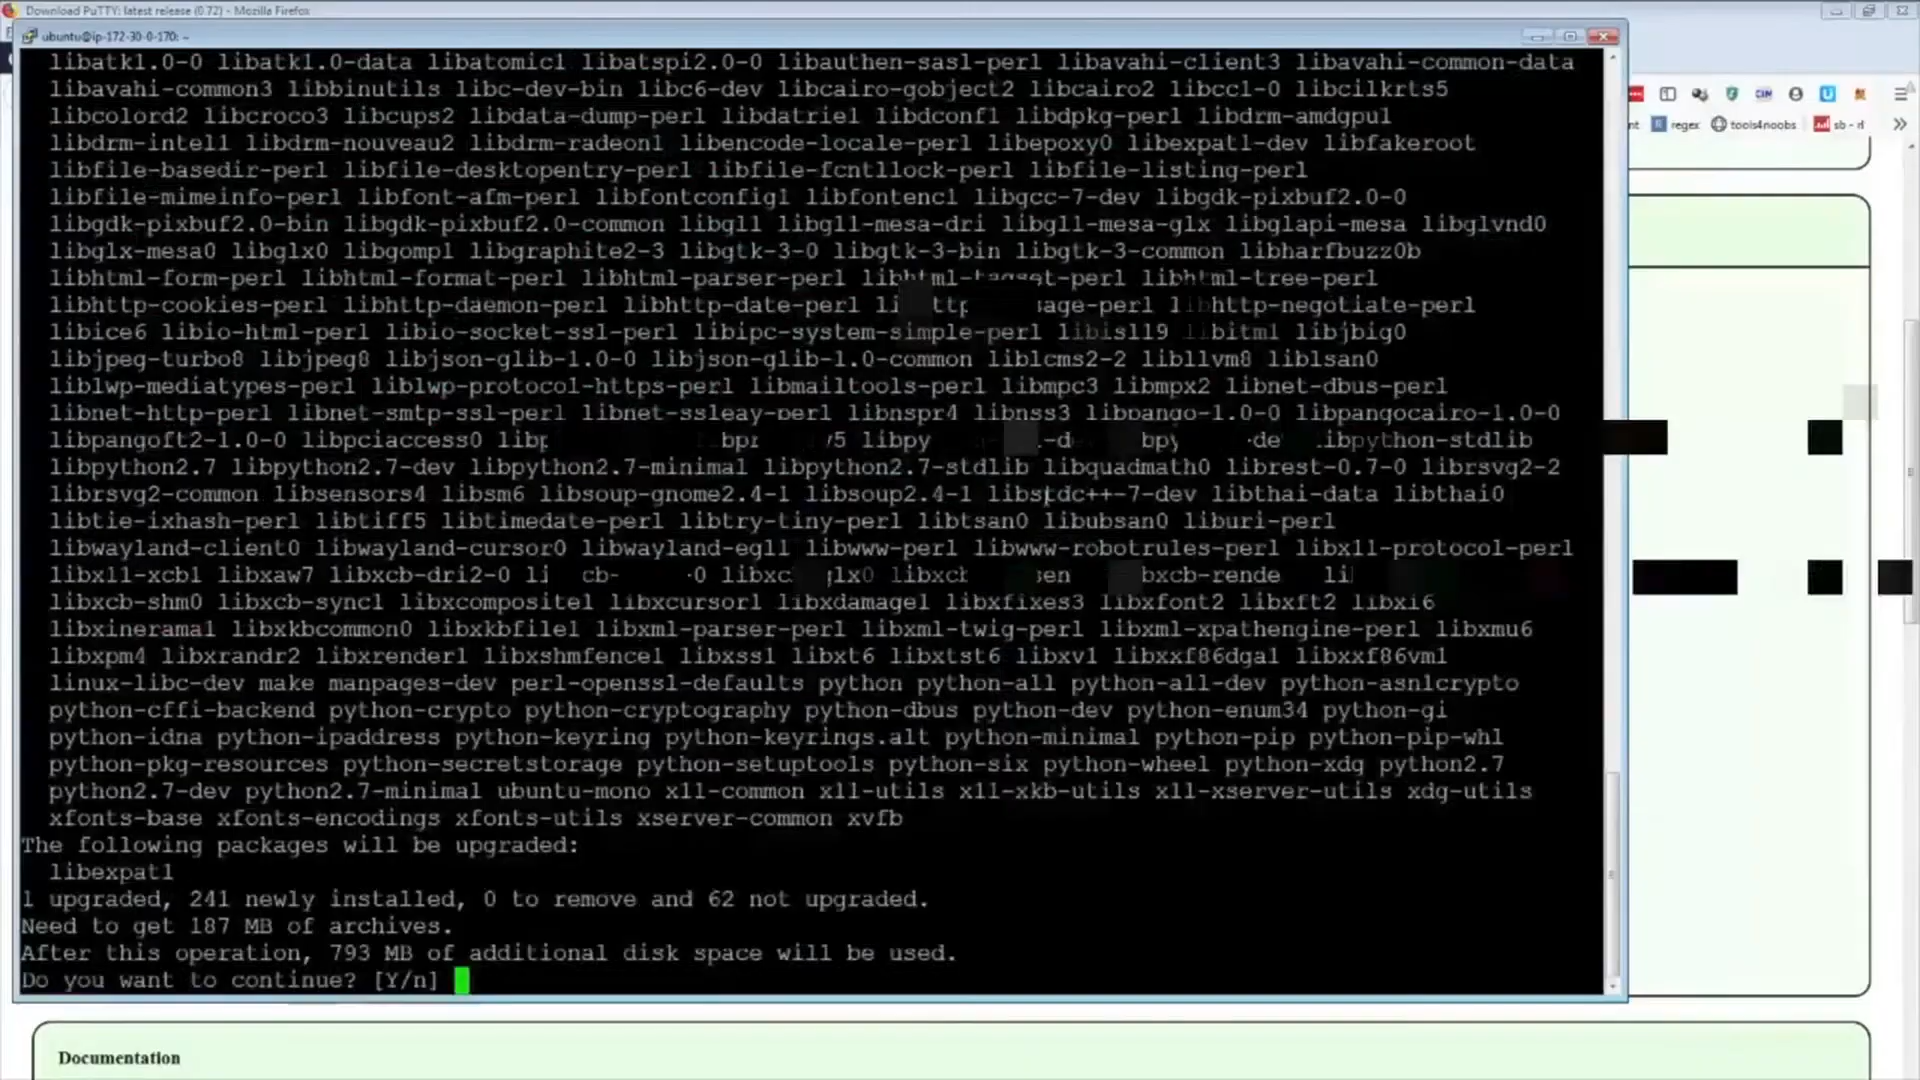 Download PuTTY: latest release (0.72) - Mozilla Firefox
ubuntu@ip-172-30-0-170: ~
libatk1.0-0 libatk1.0-data libatomic1 libatspi2.0-0 libauthen-sasl-perl libavahi-client3 libavahi-common-data
libavahi-common3 libbinutils libc-dev-bin libc6-dev libcairo-gobject2 libcairo2 libcc1-0 libcilkrts5
libcolord2 libcroco3 libcups2 libdata-dump-perl libdatrie1 libdconf1 libdpkg-perl libdrm-amdgpu1
libdrm-intel1 libdrm-nouveau2 libdrm-radeon1 libencode-locale-perl libepoxy0 libexpat1-dev libfakeroot
libfile-basedir-perl libfile-desktopentry-perl libfile-fcntllock-perl libfile-listing-perl
libfile-mimeinfo-perl libfont-afm-perl libfontconfig1 libfontenc1 libgcc-7-dev libgdk-pixbuf2.0-0
libgdk-pixbuf2.0-bin libgdk-pixbuf2.0-common libgl1 libgl1-mesa-dri libgl1-mesa-glx libglapi-mesa libglvnd0
libglx-mesa0 libglx0 libgomp1 libgraphite2-3 libgtk-3-0 libgtk-3-bin libgtk-3-common libharfbuzz0b
libhtml-form-perl libhtml-format-perl libhtml-parser-perl libhtml-tagset-perl libhtml-tree-perl
libhttp-cookies-perl libhttp-daemon-perl libhttp-date-perl age-perl http-negotiate-perl
libice6 libio-html-perl libio-socket-ssl-perl libipc-system-simple-perl libisl19 libitm1 libjbig0
libjpeg-turbo8 libjpeg8 libjson-glib-1.0-0 libjson-glib-1.0-common liblcms2-2 libllvm8 liblsan0
liblwp-mediatypes-perl liblwp-protocol-https-perl libmailtools-perl libmpc3 libmpx2 libnet-dbus-perl
libnet-http-perl libnet-smtp-ssl-perl libnet-ssleay-perl libnspr4 libnss3 libpango-1.0-0 libpangocairo-1.0-0
libpangoft2-1.0-0 libpciaccess0 libpython-stdlib
libpython2.7 libpython2.7-dev libpython2.7-minimal libpython2.7-stdlib libquadmath0 librest-0.7-0 librsvg2-2
librsvg2-common libsensors4 libsm6 libsoup-gnome2.4-1 libsoup2.4-1 libstdc++-7-dev libthai-data libthai0
libtie-ixhash-perl libtiff5 libtimedate-perl libtry-tiny-perl libtsan0 libubsan0 liburi-perl
libwayland-client0 libwayland-cursor0 libwayland-egl1 libwww-perl libwww-robotrules-perl libx11-protocol-perl
libx11-xcb1 libxaw7 libxcb-dri2-0
libxcb-shm0 libxcb-sync1 libxcomposite1 libxcursor1 libxdamage1 libxfixes3 libxfont2 libxft2 libxi6
libxinerama1 libxkbcommon0 libxkbfile1 libxml-parser-perl libxml-twig-perl libxml-xpathengine-perl libxmu6
libxpm4 libxrandr2 libxrender1 libxshmfence1 libxss1 libxt6 libxtst6 libxv1 libxxf86dga1 libxxf86vm1
linux-libc-dev make manpages-dev perl-openssl-defaults python python-all python-all-dev python-asn1crypto
python-cffi-backend python-crypto python-cryptography python-dbus python-dev python-enum34 python-gi
python-idna python-ipaddress python-keyring python-keyrings.alt python-minimal python-pip python-pip-whl
python-pkg-resources python-secretstorage python-setuptools python-six python-wheel python-xdg python2.7
python2.7-dev python2.7-minimal ubuntu-mono x11-common x11-utils x11-xkb-utils x11-xserver-utils xdg-utils
xfonts-base xfonts-encodings xfonts-utils xserver-common xvfb
The following packages will be upgraded:
libexpat1
1 upgraded, 241 newly installed, 0 to remove and 62 not upgraded.
Need to get 187 MB of archives.
After this operation, 793 MB of additional disk space will be used.
Do you want to continue? [Y/n]
nt regex tools4noobs sb - rl
Documentation